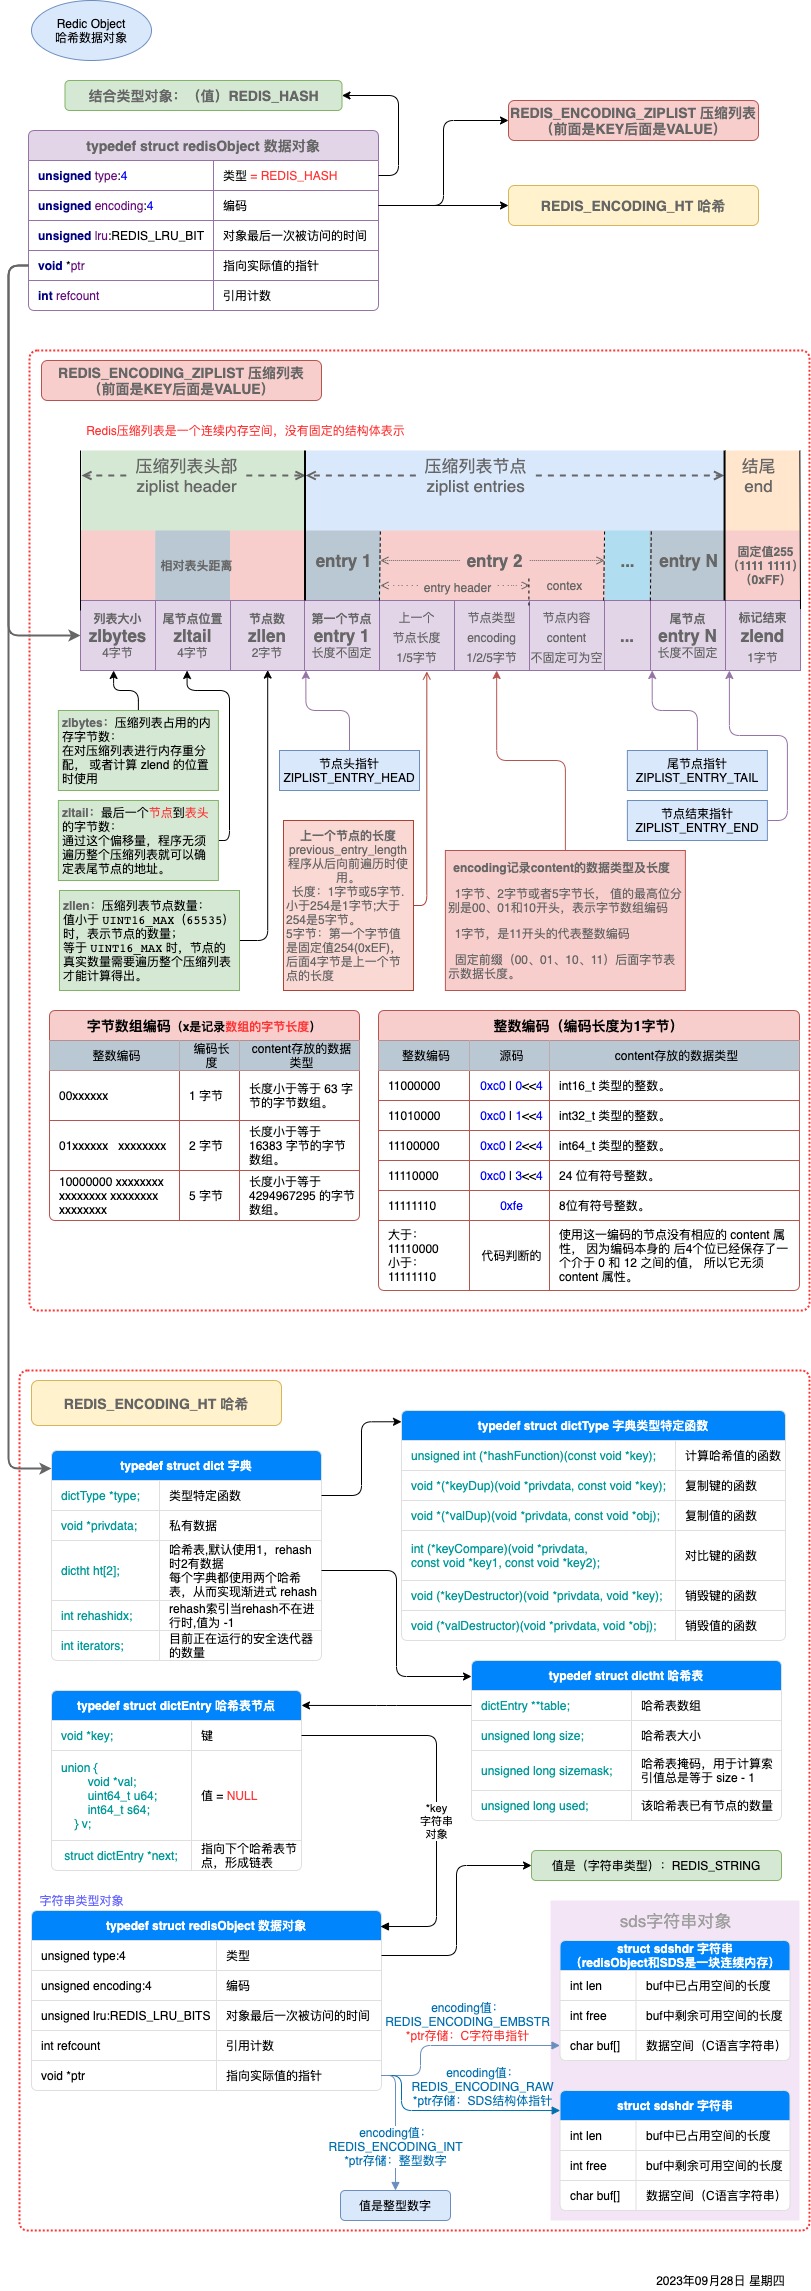 Redic Object
哈希数据对象
结合类型对象：（值）REDIS_HASH
REDIS_ENCODING_ZIPLIST 压缩列表
（前面是KEY后面是VALUE）
typedef struct redisObject 数据对象
unsigned type:4 类型 = REDIS_HASH
unsigned encoding:4 编码
REDIS_ENCODING_HT 哈希
unsigned lru:REDIS_LRU_BIT 对象最后一次被访问的时间
void *ptr 指向实际值的指针
int refcount 引用计数
REDIS_ENCODING_ZIPLIST 压缩列表
（前面是KEY后面是VALUE）
Redis压缩列表是一个连续内存空间，没有固定的结构体表示
压缩列表头部
ziplist header
压缩列表节点
ziplist entries
结尾
end
相对表头距离
entry 1
entry 2
entry header
contex
...
entry N
固定值255
（1111 1111）
（0xFF）
列表大小
zlbytes
4字节
尾节点位置
zltail
4字节
节点数
zllen
2字节
第一个节点
entry 1
长度不固定
上一个
节点长度
1/5字节
节点类型
encoding
1/2/5字节
节点内容
content
不固定可为空
...
尾节点
entry N
长度不固定
标记结束
zlend
1字节
zlbytes：压缩列表占用的内
存字节数：
在对压缩列表进行内存重分
配， 或者计算 zlend 的位置
时使用
节点头指针
ZIPLIST_ENTRY_HEAD
尾节点指针
ZIPLIST_ENTRY_TAIL
节点结束指针
ZIPLIST_ENTRY_END
zltail：最后一个节点到表头
的字节数：
通过这个偏移量，程序无须
遍历整个压缩列表就可以确
定表尾节点的地址。
zllen：压缩列表节点数量：
值小于 UINT16_MAX（65535）
时，表示节点的数量；
等于 UINT16_MAX 时，节点的
真实数量需要遍历整个压缩列表
才能计算得出。
上一个节点的长度
previous_entry_length
程序从后向前遍历时使
用。
长度：1字节或5字节.
小于254是1字节;大于
254是5字节。
5字节：第一个字节值
是固定值254(0xEF)，
后面4字节是上一个节
点的长度
encoding记录content的数据类型及长度
1字节、2字节或者5字节长， 值的最高位分
别是00、01和10开头，表示字节数组编码
1字节，是11开头的代表整数编码
固定前缀（00、01、10、11）后面字节表
示数据长度。
字节数组编码（x是记录数组的字节长度）
整数编码 编码长度 content存放的数据类型
00xxxxxx 1 字节 长度小于等于 63 字节的字节数组。
01xxxxxx xxxxxxxx 2 字节 长度小于等于 16383 字节的字节数组。
10000000 xxxxxxxx
xxxxxxxx xxxxxxxx
xxxxxxxx
5 字节 长度小于等于 4294967295 的字节数组。
整数编码（编码长度为1字节）
整数编码 源码 content存放的数据类型
11000000 0xc0 | 0<<4 int16_t 类型的整数。
11010000 0xc0 | 1<<4 int32_t 类型的整数。
11100000 0xc0 | 2<<4 int64_t 类型的整数。
11110000 0xc0 | 3<<4 24 位有符号整数。
11111110 0xfe 8位有符号整数。
大于：
11110000
小于：
11111110
代码判断的
使用这一编码的节点没有相应的 content 属
性， 因为编码本身的 后4个位已经保存了一
个介于 0 和 12 之间的值， 所以它无须
content 属性。
REDIS_ENCODING_HT 哈希
typedef struct dict 字典
dictType *type; 类型特定函数
void *privdata; 私有数据
dictht ht[2];
哈希表,默认使用1，rehash
时2有数据
每个字典都使用两个哈希
表，从而实现渐进式 rehash
int rehashidx;
rehash索引当rehash不在进
行时,值为 -1
int iterators;
目前正在运行的安全迭代器
的数量
typedef struct dictType 字典类型特定函数
unsigned int (*hashFunction)(const void *key); 计算哈希值的函数
void *(*keyDup)(void *privdata, const void *key); 复制键的函数
void *(*valDup)(void *privdata, const void *obj); 复制值的函数
int (*keyCompare)(void *privdata,
const void *key1, const void *key2);
对比键的函数
void (*keyDestructor)(void *privdata, void *key); 销毁键的函数
void (*valDestructor)(void *privdata, void *obj); 销毁值的函数
typedef struct dictht 哈希表
dictEntry **table; 哈希表数组
unsigned long size; 哈希表大小
unsigned long sizemask;
哈希表掩码，用于计算索
引值总是等于 size - 1
unsigned long used; 该哈希表已有节点的数量
typedef struct dictEntry 哈希表节点
void *key; 键
union {
void *val;
uint64_t u64;
int64_t s64;
} v;
值 = NULL
struct dictEntry *next;
指向下个哈希表节
点，形成链表
*key
字符串
对象
值是（字符串类型）：REDIS_STRING
字符串类型对象
typedef struct redisObject 数据对象
unsigned type:4 类型
unsigned encoding:4 编码
unsigned lru:REDIS_LRU_BITS 对象最后一次被访问的时间
int refcount 引用计数
void *ptr 指向实际值的指针
encoding值：
REDIS_ENCODING_EMBSTR
*ptr存储：C字符串指针
encoding值：
REDIS_ENCODING_RAW
*ptr存储：SDS结构体指针
encoding值：
REDIS_ENCODING_INT
*ptr存储：整型数字
值是整型数字
sds字符串对象
struct sdshdr 字符串
（redisObject和SDS是一块连续内存）
int len buf中已占用空间的长度
int free buf中剩余可用空间的长度
char buf[] 数据空间（C语言字符串）
struct sdshdr 字符串
int len buf中已占用空间的长度
int free buf中剩余可用空间的长度
char buf[] 数据空间（C语言字符串）
2023年09月28日 星期四